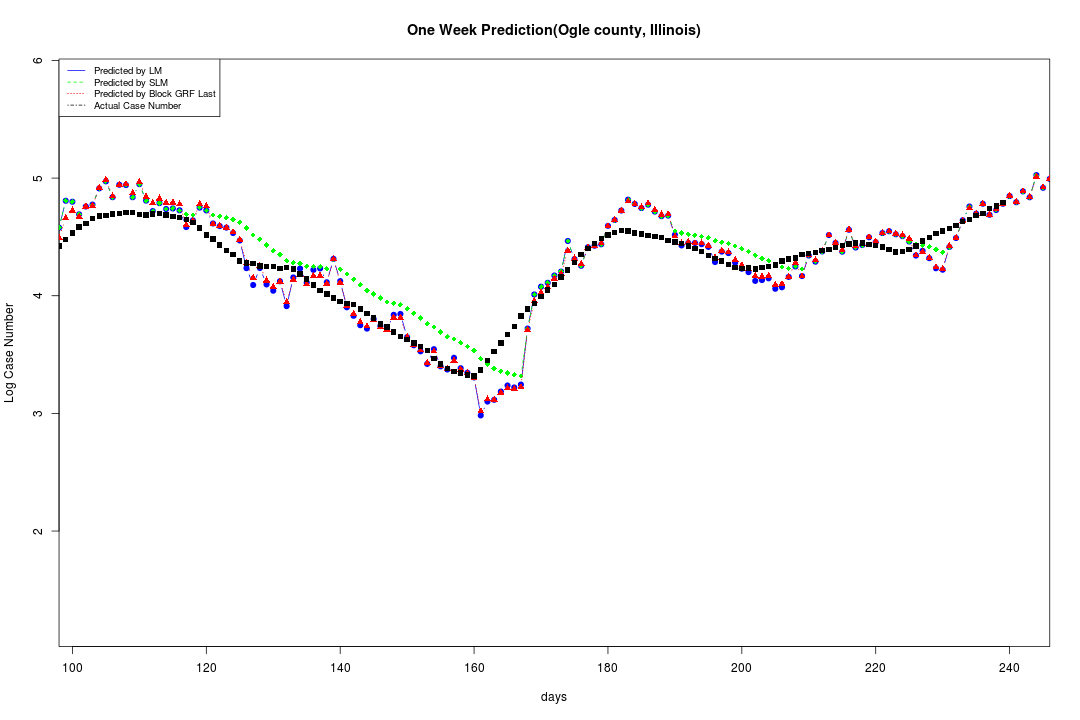 One Week Prediction(Ogle county, Illinois)
Predicted by LM
Predicted by SLM
Predicted by Block GRF Last
Actual Case Number
Log Case Number
6
5
4
3
2
100 120 140 160 180 200 220 240
days